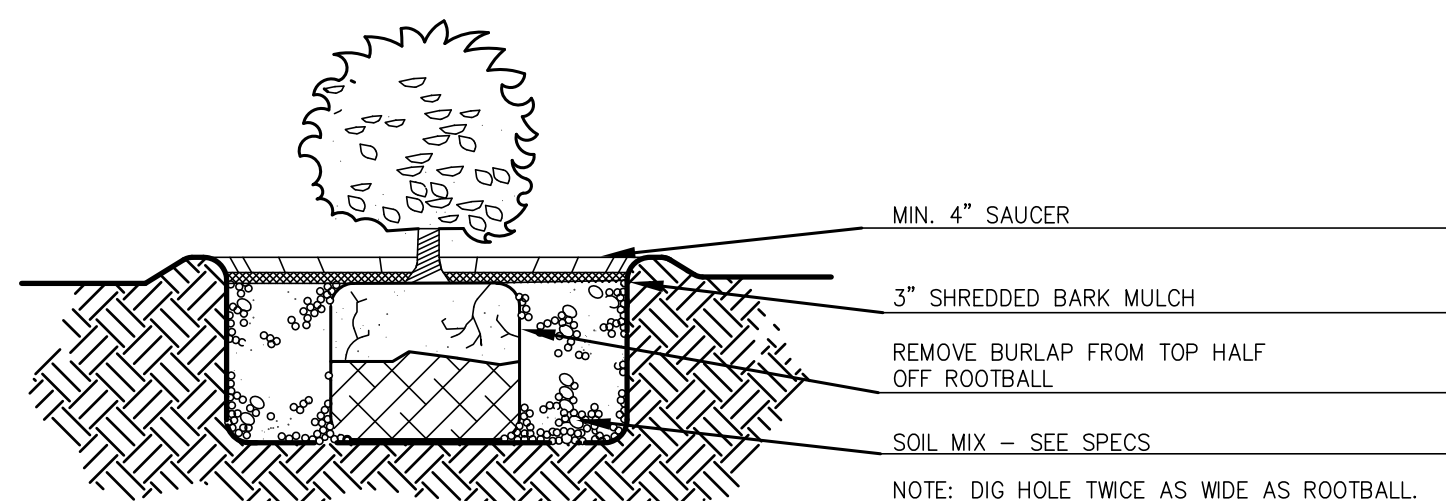 MIN. 4” SAUCER
3” SHREDDED BARK MULCH
REMOVE BURLAP FROM TOP HALF
OFF ROOTBALL
SOIL MIX – SEE SPECS
NOTE: DIG HOLE TWICE AS WIDE AS ROOTBALL.